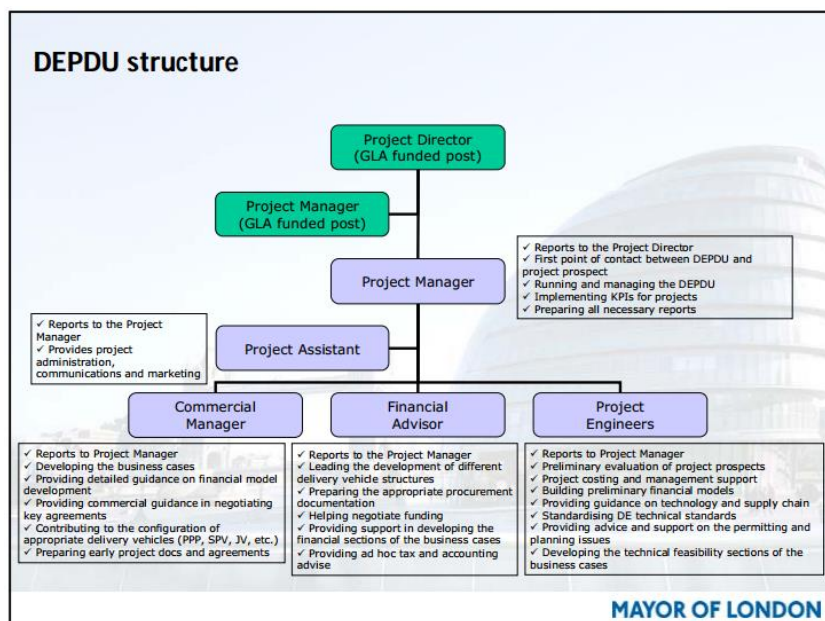 DEPDU structure
Project Director
(GLA funded post)
Project Manager
(GLA funded post)
Project Manager
✓ Reports to the Project Director
✓ First point of contact between DEPDU and
project prospect
✓ Running and managing the DEPDU
✓ Implementing KPIs for projects
✓ Preparing all necessary reports
✓ Reports to the Project
Manager
✓ Provides project
administration,
communications and marketing
Project Assistant
Commercial
Manager
Financial
Advisor
Project
Engineers
✓ Reports to Project Manager
✓ Developing the business cases
✓ Providing detailed guidance on financial model
development
✓ Providing commercial guidance in negotiating
key agreements
✓ Contributing to the configuration of
appropriate delivery vehicles (PPP, SPV, JV, etc.)
✓ Preparing early project docs and agreements
✓ Reports to the Project Manager
✓ Leading the development of different
delivery vehicle structures
✓ Preparing the appropriate procurement
documentation
✓ Helping negotiate funding
✓ Providing support in developing the
financial sections of the business cases
✓ Providing ad hoc tax and accounting
advise
✓ Reports to Project Manager
✓ Preliminary evaluation of project prospects
✓ Project costing and management support
✓ Building preliminary financial models
✓ Providing guidance on technology and supply chain
✓ Standardising DE technical standards
✓ Providing advice and support on the permitting and
planning issues
✓ Developing the technical feasibility sections of the
business cases
MAYOR OF LONDON